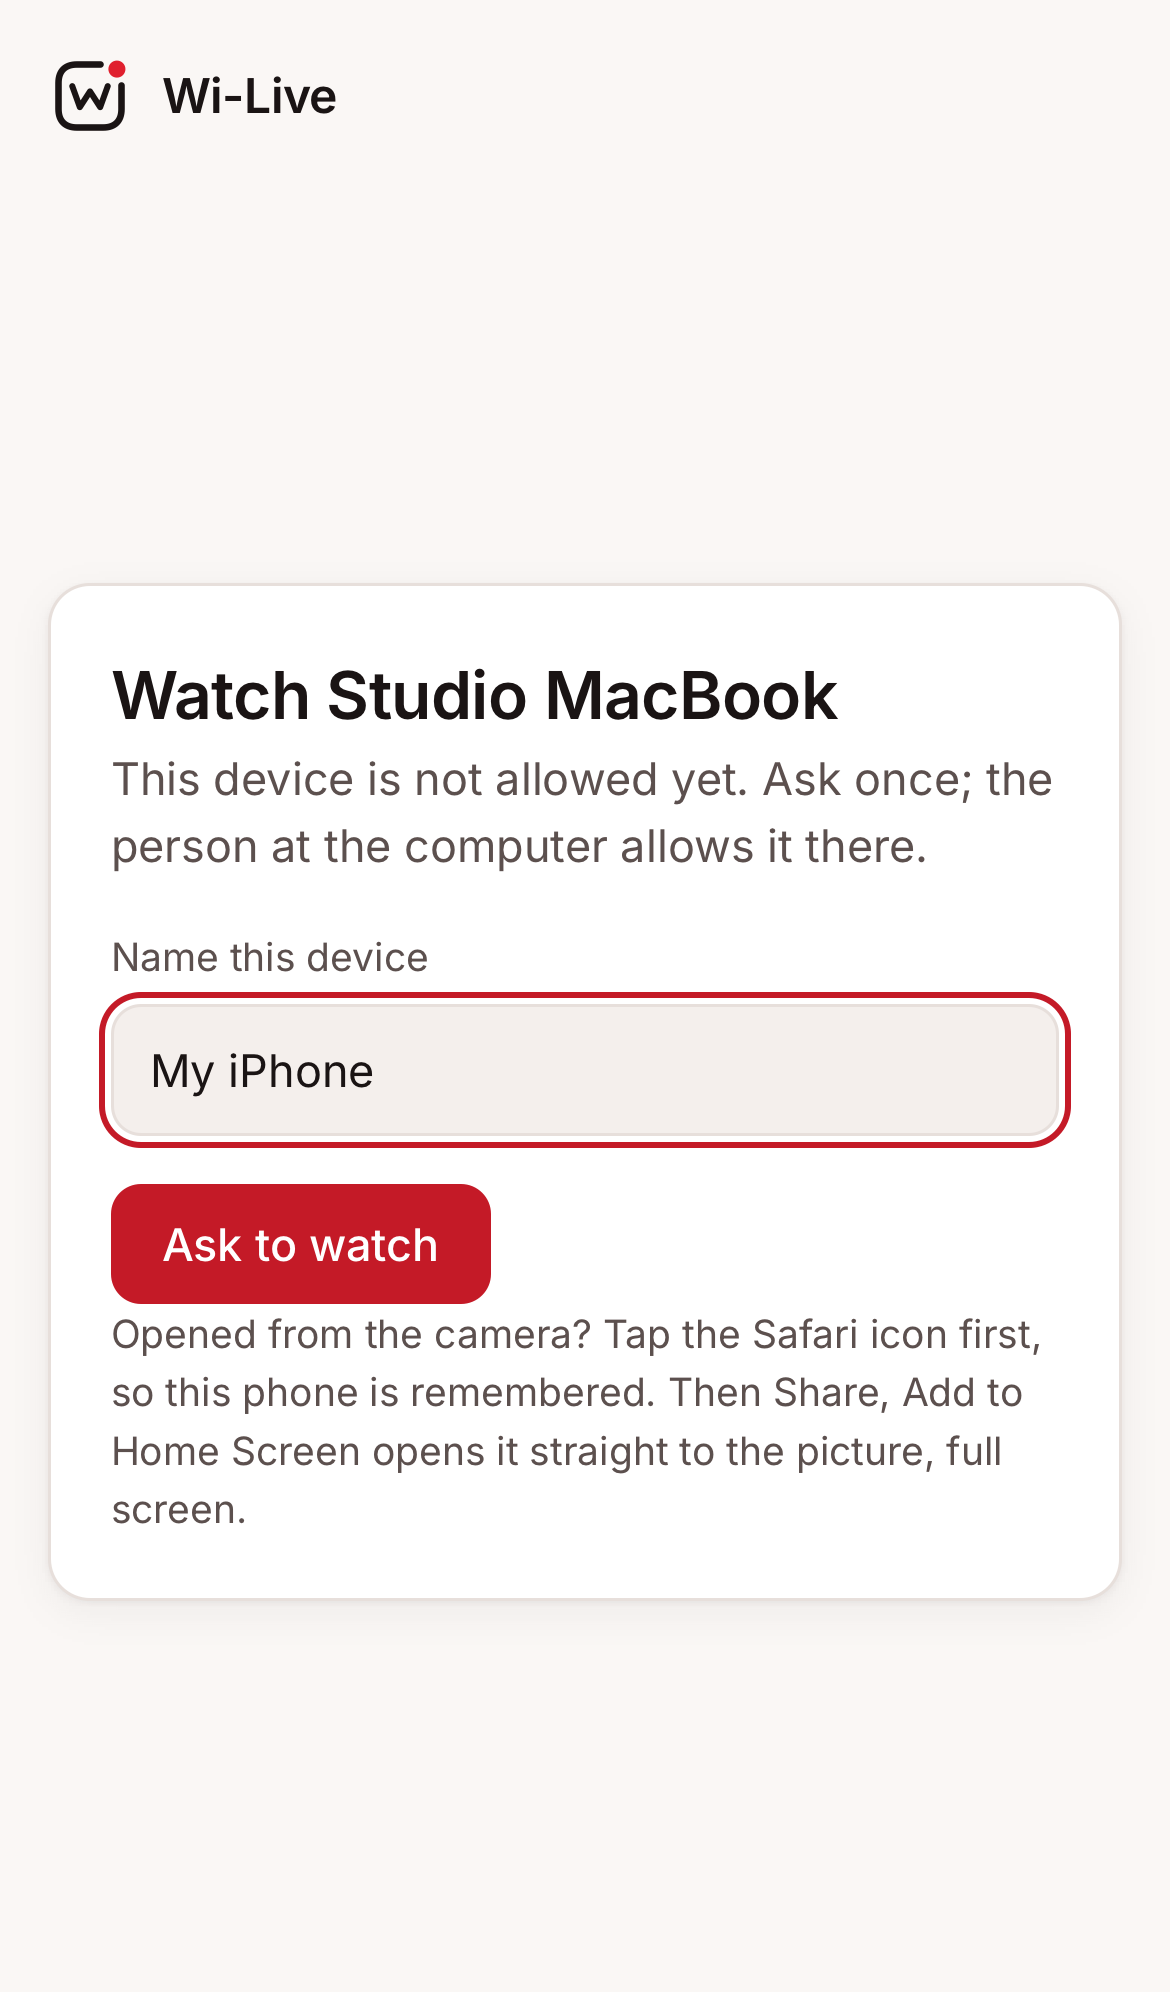 Wi-Live
Watch Studio MacBook
This device is not allowed yet. Ask once; the
person at the computer allows it there.
Name this device
My iPhone
Ask to watch
Opened from the camera? Tap the Safari icon first,
so this phone is remembered. Then Share, Add to
Home Screen opens it straight to the picture, full
screen.